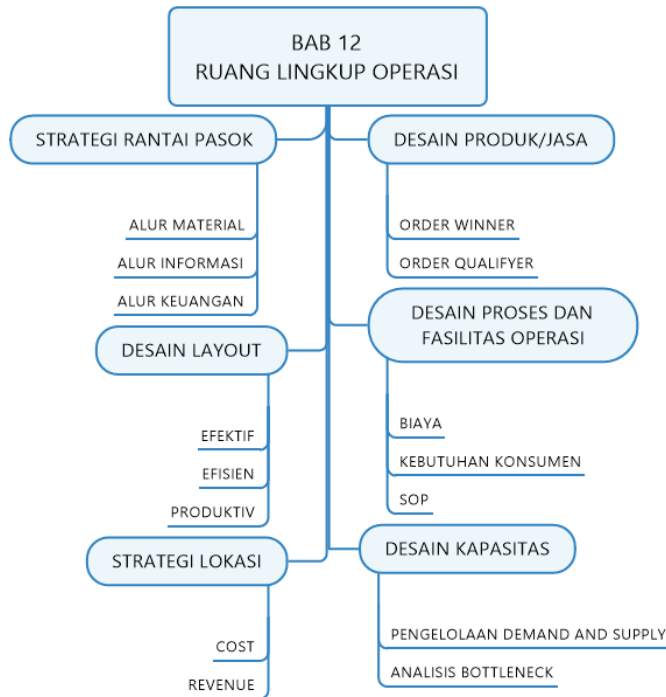 BAB 12
RUANG LINGKUP OPERASI
STRATEGI RANTAI PASOK
ALUR MATERIAL
ALUR INFORMASI
ALUR KEUANGAN
DESAIN LAYOUT
EFEKTIF
EFISIEN
PRODUKTIV
STRATEGI LOKASI
COST
REVENUE
DESAIN PRODUK/JASA
ORDER WINNER
ORDER QUALIFYER
DESAIN PROSES DAN
FASILITAS OPERASI
BIAYA
KEBUTUHAN KONSUMEN
SOP
DESAIN KAPASITAS
PENGELOLAAN DEMAND AND SUPPLY
ANALISIS BOTTLENECK